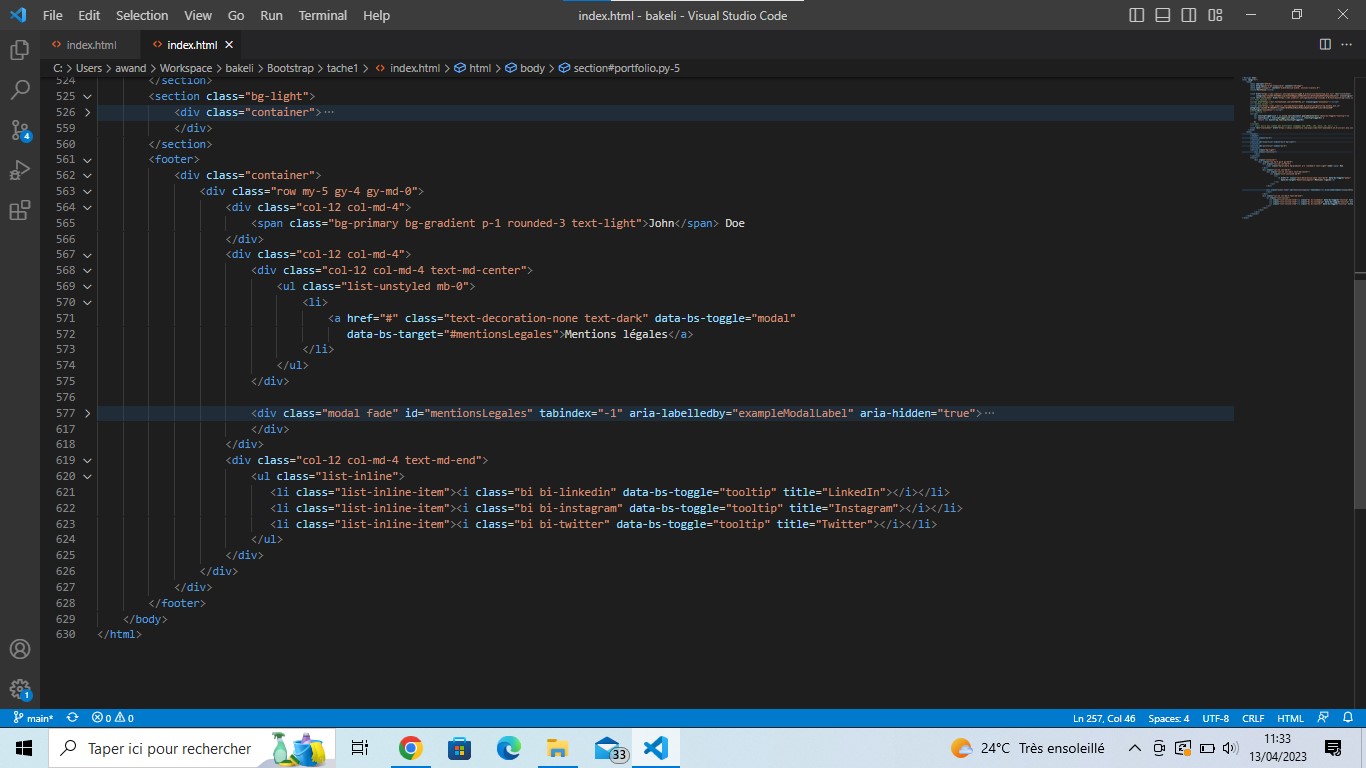 File Edit Selection View Go Run Terminal Help index.html - bakeli - Visual Studio Code
index.html index.html
C: > Users > awand > Workspace > bakeli > Bootstrap > tache1 > index.html > html > body > section#portfolio.py-5
524 </section>
525 <section class="bg-light">
526 <div class="container">…
559 </div>
560 </section>
561 <footer>
562 <div class="container">
563 <div class="row my-5 gy-4 gy-md-0">
564 <div class="col-12 col-md-4">
565 <span class="bg-primary bg-gradient p-1 rounded-3 text-light">John</span> Doe
566 </div>
567 <div class="col-12 col-md-4">
568 <div class="col-12 col-md-4 text-md-center">
569 <ul class="list-unstyled mb-0">
570 <li>
571 <a href="#" class="text-decoration-none text-dark" data-bs-toggle="modal"
572 data-bs-target="#mentionsLegales">Mentions légales</a>
573 </li>
574 </ul>
575 </div>
576
577 <div class="modal fade" id="mentionsLegales" tabindex="-1" aria-labelledby="exampleModalLabel" aria-hidden="true">…
617 </div>
618 </div>
619 <div class="col-12 col-md-4 text-md-end">
620 <ul class="list-inline">
621 <li class="list-inline-item"><i class="bi bi-linkedin" data-bs-toggle="tooltip" title="LinkedIn"></i></li>
622 <li class="list-inline-item"><i class="bi bi-instagram" data-bs-toggle="tooltip" title="Instagram"></i></li>
623 <li class="list-inline-item"><i class="bi bi-twitter" data-bs-toggle="tooltip" title="Twitter"></i></li>
624 </ul>
625 </div>
626 </div>
627 </div>
628 </footer>
629 </body>
630 </html>
4
1
main* 0 0 Ln 257, Col 46 Spaces: 4 UTF-8 CRLF HTML
Taper ici pour rechercher 33 24°C Très ensoleillé 11:33
13/04/2023